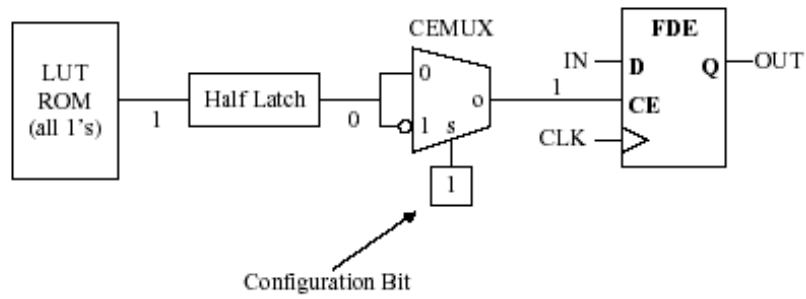 CEMUX
FDE
LUT
ROM
(all 1's)
1
Half Latch
0
0
1
s
o
1
1
IN
D
Q
OUT
CE
CLK
Configuration Bit